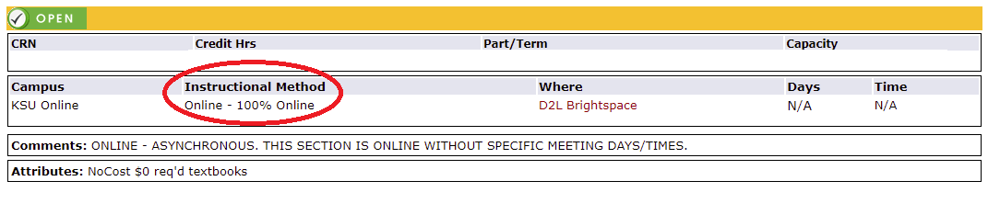 OPEN
CRN Credit Hrs Part/Term Capacity
Campus Instructional Method Where Days Time
KSU Online Online - 100% Online D2L Brightspace N/A N/A
Comments: ONLINE - ASYNCHRONOUS. THIS SECTION IS ONLINE WITHOUT SPECIFIC MEETING DAYS/TIMES.
Attributes: NoCost $0 req'd textbooks